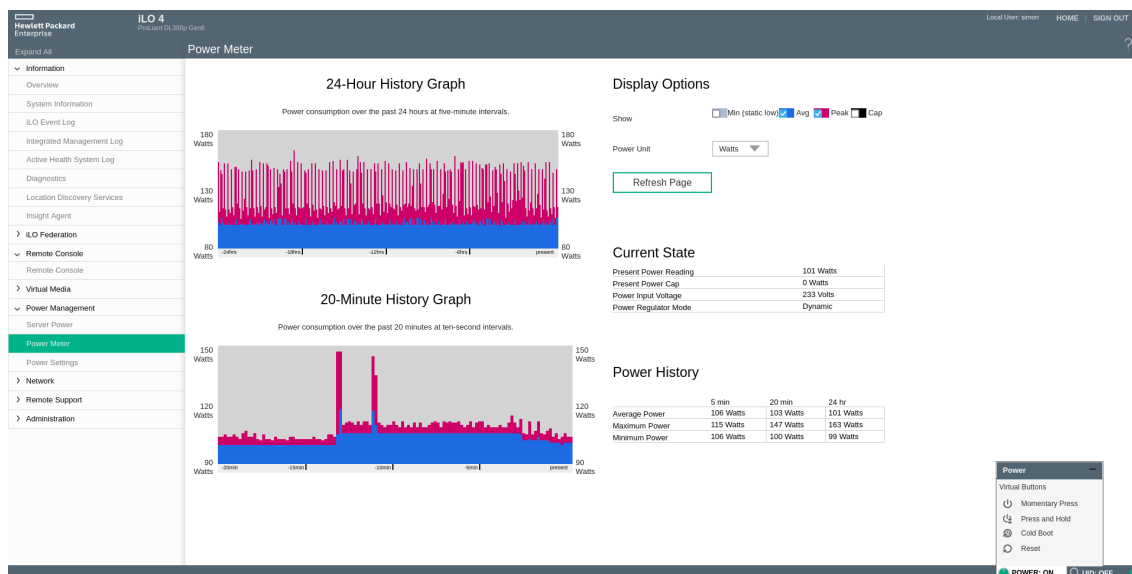 Hewlett Packard
Enterprise
iLO 4
ProLiant DL380p Gen8
Local User: simon HOME | SIGN OUT
Expand All
Power Meter
?
Information
Overview
System Information
iLO Event Log
Integrated Management Log
Active Health System Log
Diagnostics
Location Discovery Services
Insight Agent
iLO Federation
Remote Console
Remote Console
Virtual Media
Power Management
Server Power
Power Meter
Power Settings
Network
Remote Support
Administration
24-Hour History Graph
Power consumption over the past 24 hours at five-minute intervals.
180 Watts
180 Watts
130 Watts
130 Watts
80 Watts
80 Watts
-24hrs -18hrs -12hrs -6hrs present
20-Minute History Graph
Power consumption over the past 20 minutes at ten-second intervals.
150 Watts
150 Watts
120 Watts
120 Watts
90 Watts
90 Watts
-20min -15min -10min -5min present
Display Options
Show Min (static low) Avg Peak Cap
Power Unit Watts
Refresh Page
Current State
Present Power Reading 101 Watts
Present Power Cap 0 Watts
Power Input Voltage 233 Volts
Power Regulator Mode Dynamic
Power History
5 min 20 min 24 hr
Average Power 106 Watts 103 Watts 101 Watts
Maximum Power 115 Watts 147 Watts 163 Watts
Minimum Power 106 Watts 100 Watts 99 Watts
Power
Virtual Buttons
Momentary Press
Press and Hold
Cold Boot
Reset
POWER: ON UID: OFF